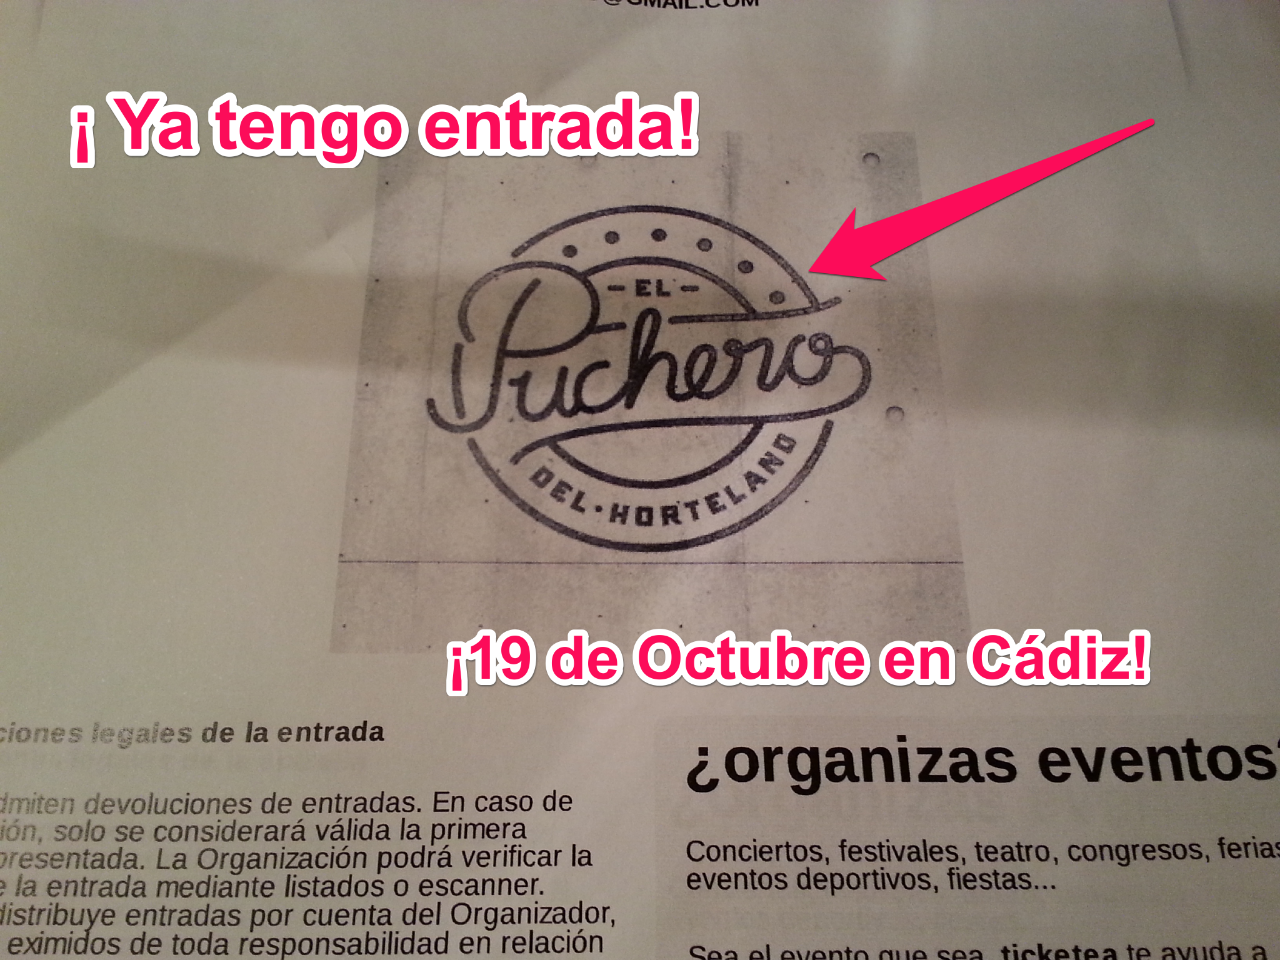 @GMAIL.COM
¡ Ya tengo entrada!
EL
Puchero
DEL·HORTELANO
¡19 de Octubre en Cádiz!
ciones legales de la entrada
dmiten devoluciones de entradas. En caso de
ión, solo se considerará válida la primera
presentada. La Organización podrá verificar la
e la entrada mediante listados o escanner.
distribuye entradas por cuenta del Organizador,
eximidos de toda responsabilidad en relación
¿organizas eventos?
Conciertos, festivales, teatro, congresos, ferias
eventos deportivos, fiestas...
Sea el evento que sea, ticketea te ayuda a